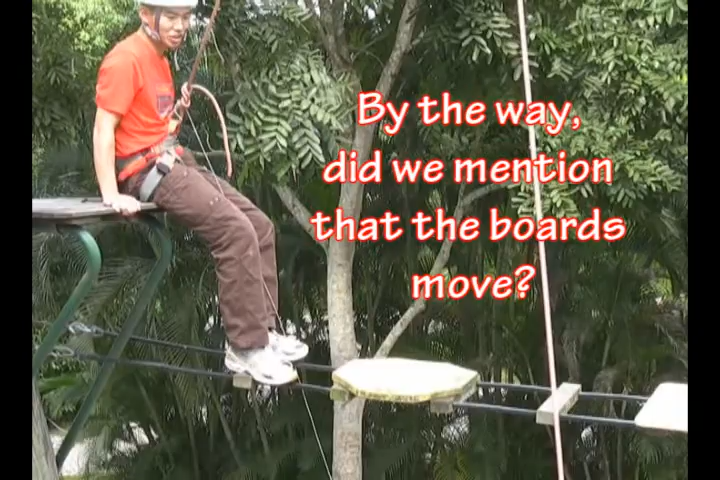 By the way,
did we mention
that the boards
move?